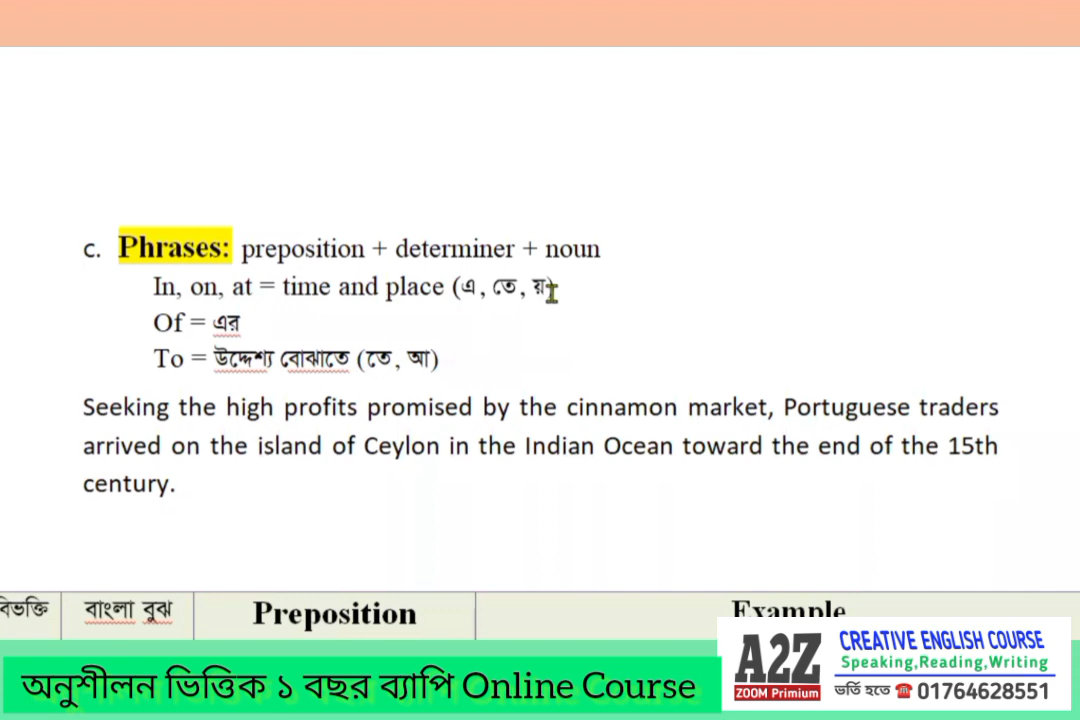 c. Phrases: preposition + determiner + noun
In, on, at = time and place (এ, তে, য়)
Of = এর
To = উদ্দেশ্য বোঝাতে (তে, আ)
Seeking the high profits promised by the cinnamon market, Portuguese traders
arrived on the island of Ceylon in the Indian Ocean toward the end of the 15th
century.
বিভক্তি বাংলা বুঝ Preposition Example
অনুশীলন ভিত্তিক ১ বছর ব্যাপি Online Course
A2Z
ZOOM Primium
CREATIVE ENGLISH COURSE
Speaking,Reading,Writing
ভর্তি হতে ☎ 01764628551